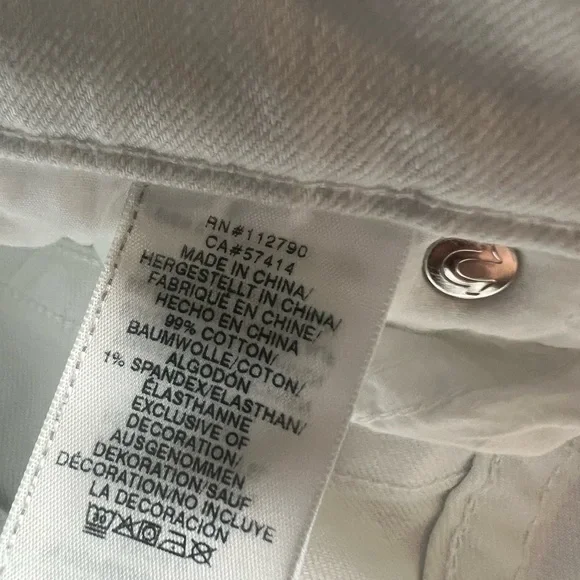 RN#112790
CA#57414
MADE IN CHINA/
HERGESTELLT IN CHINA/
FABRIQUÉ EN CHINE/
HECHO EN CHINA
99% COTTON/
BAUMWOLLE/COTON/
ALGODÓN
1% SPANDEX/ELASTHAN/
ÉLASTHANNE
EXCLUSIVE OF
DECORATION/
AUSGENOMMEN
DEKORATION/SAUF
DÉCORATION/NO INCLUYE
LA DECORACIÓN